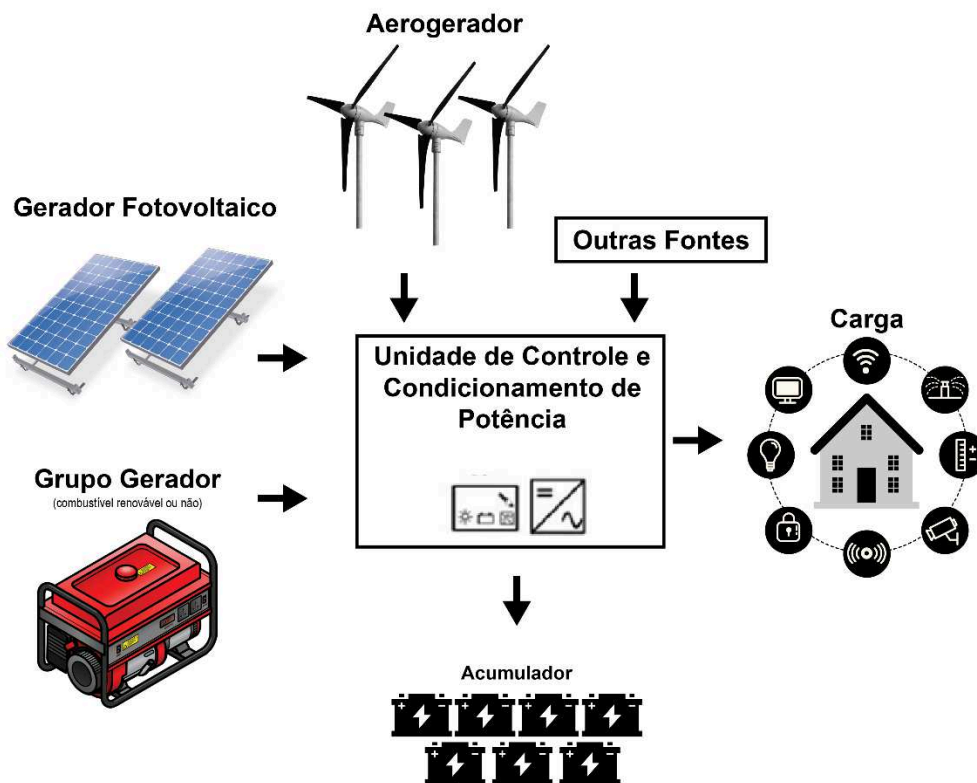 Aerogerador
Gerador Fotovoltaico
Outras Fontes
Carga
Unidade de Controle e
Condicionamento de
Potência
Grupo Gerador
(combustível renovável ou não)
Acumulador